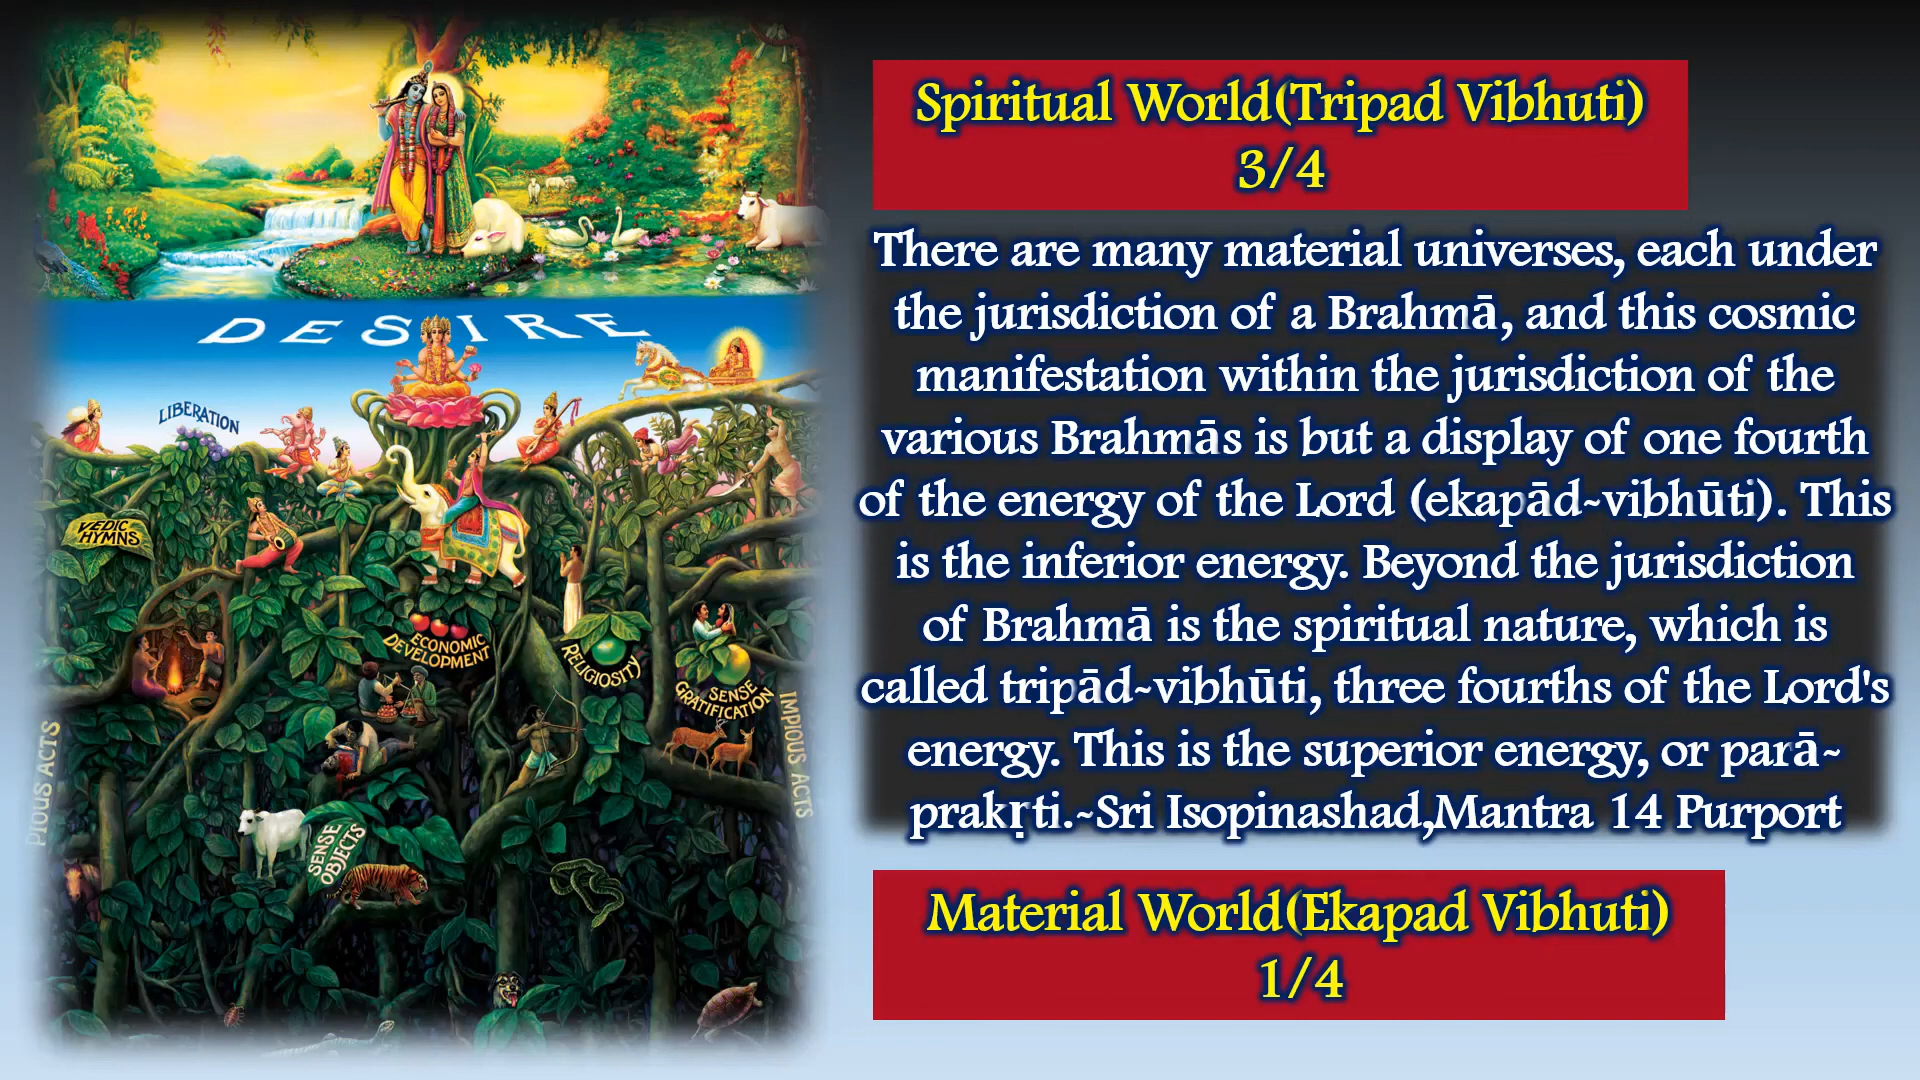 Spiritual World(Tripad Vibhuti)
3/4
There are many material universes, each under
the jurisdiction of a Brahmā, and this cosmic
manifestation within the jurisdiction of the
various Brahmās is but a display of one fourth
of the energy of the Lord (ekapād~vibhūti). This
is the inferior energy. Beyond the jurisdiction
of Brahmā is the spiritual nature, which is
called tripād~vibhūti, three fourths of the Lord's
energy. This is the superior energy, or parā~
prakṛti.~Sri Isopinashad,Mantra 14 Purport
Material World(Ekapad Vibhuti)
1/4
DESIRE
LIBERATION
VEDIC
HYMNS
ECONOMIC
DEVELOPMENT
RELIGIOSITY
SENSE
GRATIFICATION
PIOUS ACTS
IMPIOUS ACTS
SENSE
OBJECTS